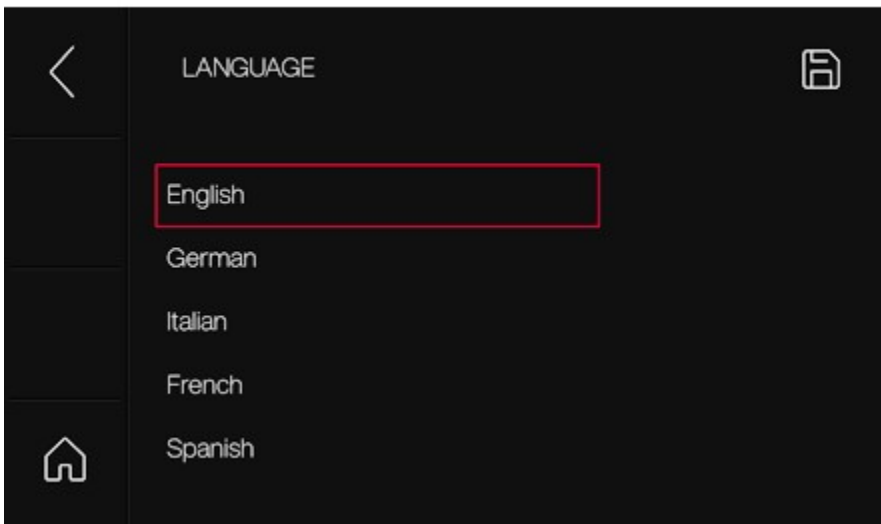 LANGUAGE
English
German
Italian
French
Spanish